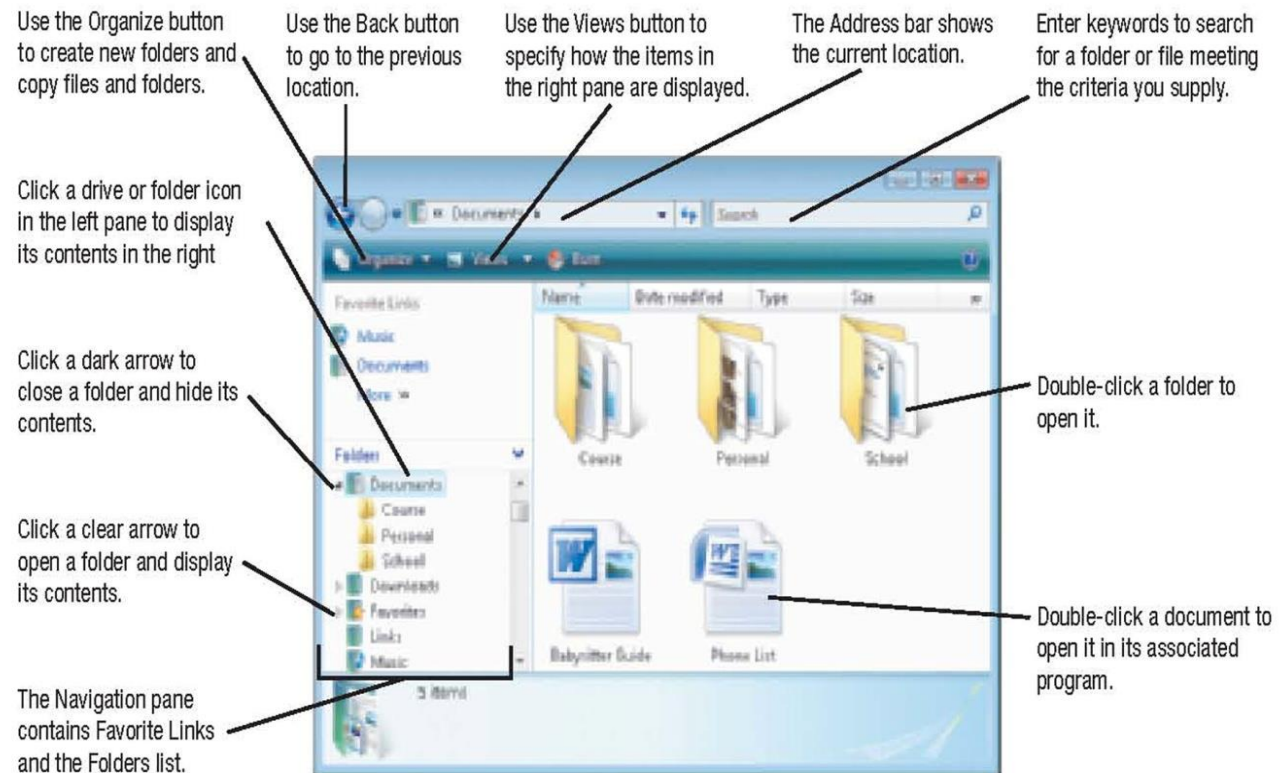 Use the Organize button
to create new folders and
copy files and folders.
Use the Back button
to go to the previous
location.
Use the Views button to
specify how the items in
the right pane are displayed.
The Address bar shows
the current location.
Enter keywords to search
for a folder or file meeting
the criteria you supply.
Click a drive or folder icon
in the left pane to display
its contents in the right
Click a dark arrow to
close a folder and hide its
contents.
Click a clear arrow to
open a folder and display
its contents.
The Navigation pane
contains Favorite Links
and the Folders list.
Documents
Search
Organize Views Burn
Favorite Links
Music
Documents
More »
Folders
Documents
Course
Personal
School
Downloads
Favorites
Links
Music
Name Date modified Type Size »
Course Personal School
Babysitter Guide Phone List
5 items
Double-click a folder to
open it.
Double-click a document to
open it in its associated
program.